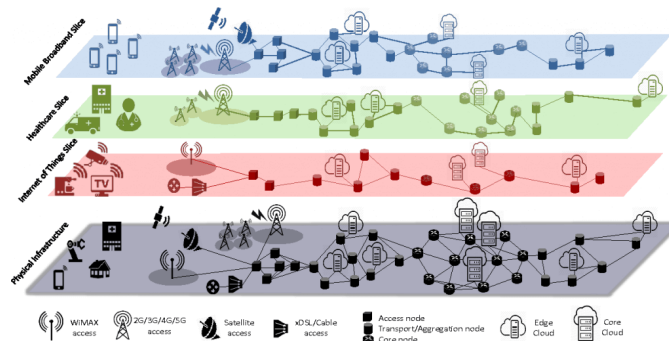 Mobile Broadband Slice
Healthcare Slice
Internet of Things Slice
TV
Physical Infrastructure
WiMAX
access
2G/3G/4G/5G
access
Satellite
access
xDSL/Cable
access
Access node
Transport/Aggregation node
Core node
Edge
Cloud
Core
Cloud